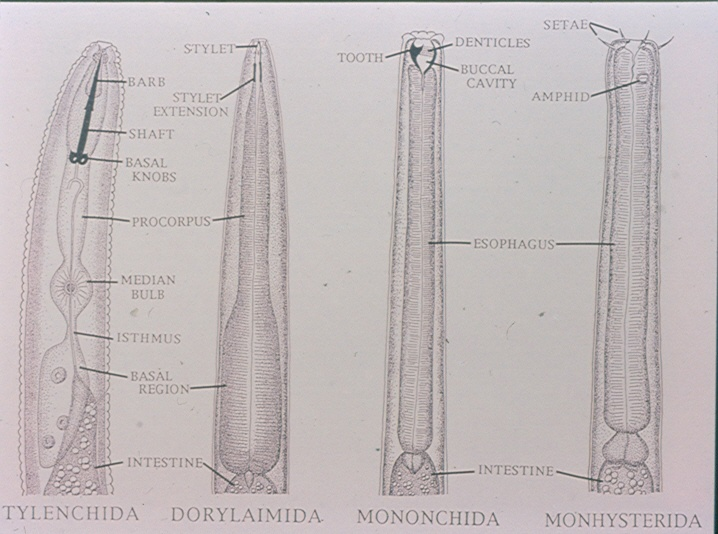 BARB
SHAFT
BASAL
KNOBS
PROCORPUS
MEDIAN
BULB
ISTHMUS
BASAL
REGION
INTESTINE
STYLET
STYLET
EXTENSION
TOOTH
DENTICLES
BUCCAL
CAVITY
ESOPHAGUS
INTESTINE
SETAE
AMPHID
TYLENCHIDA
DORYLAIMIDA
MONONCHIDA
MONHYSTERIDA